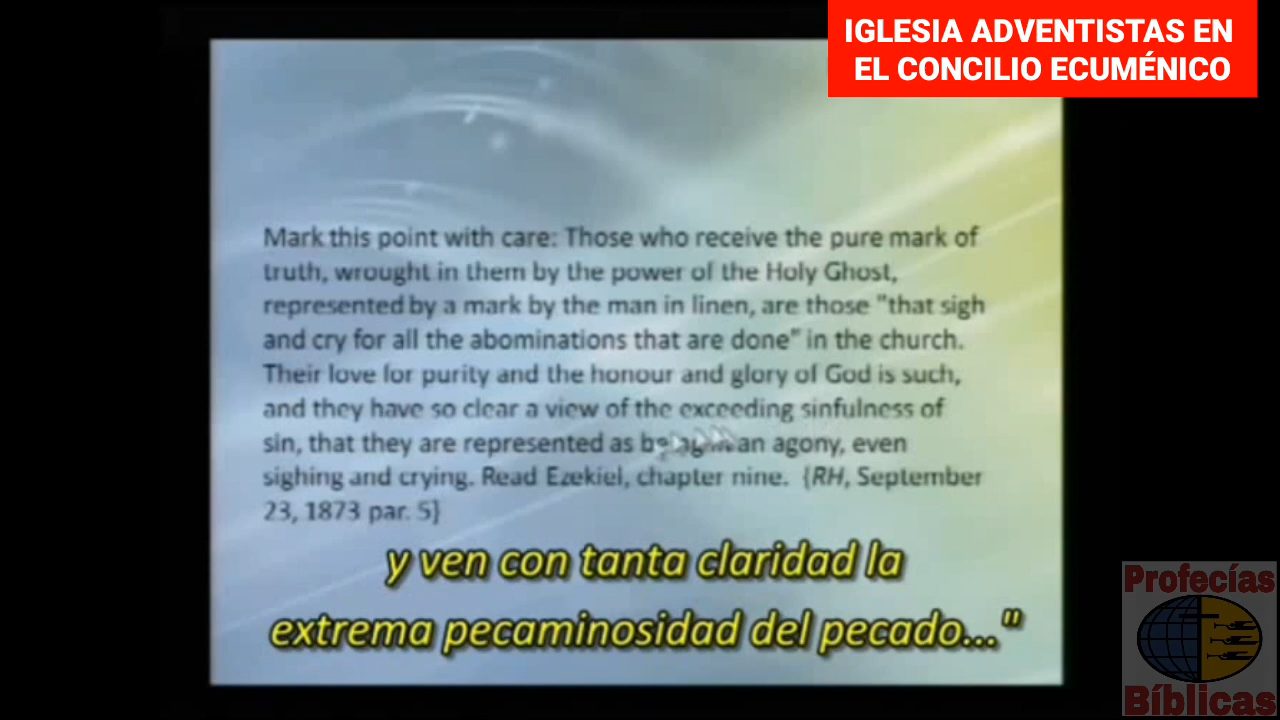 IGLESIA ADVENTISTAS EN
EL CONCILIO ECUMÉNICO
Mark this point with care: Those who receive the pure mark of
truth, wrought in them by the power of the Holy Ghost,
represented by a mark by the man in linen, are those "that sigh
and cry for all the abominations that are done" in the church.
Their love for purity and the honour and glory of God is such,
and they have so clear a view of the exceeding sinfulness of
sin, that they are represented as agony, even
sighing and crying. Read Ezekiel, chapter nine. {RH, September
23, 1873 par. 5}
y ven con tanta claridad la
extrema pecaminosidad del pecado..."
Profecías
Bíblicas